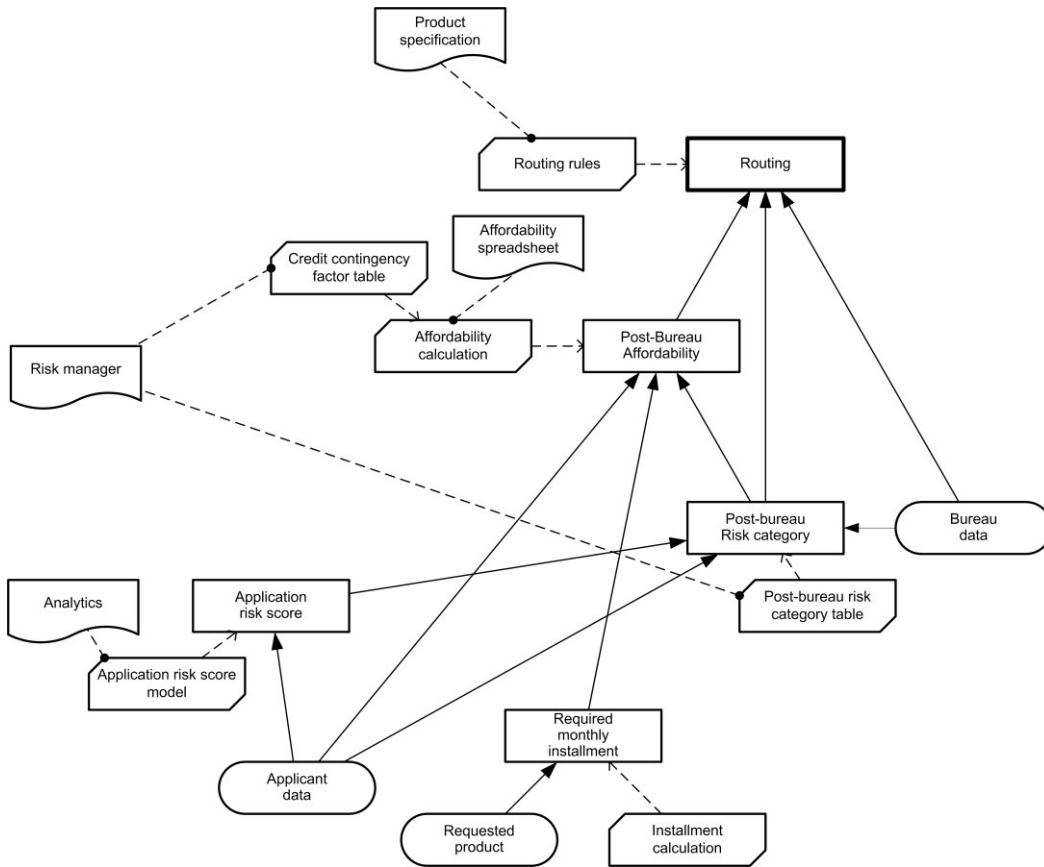 Product
specification
Routing rules
Routing
Affordability
spreadsheet
Credit contingency
factor table
Affordability
calculation
Post-Bureau
Affordability
Risk manager
Post-bureau
Risk category
Bureau
data
Analytics
Application
risk score
Post-bureau risk
category table
Application risk score
model
Required
monthly
installment
Applicant
data
Requested
product
Installment
calculation